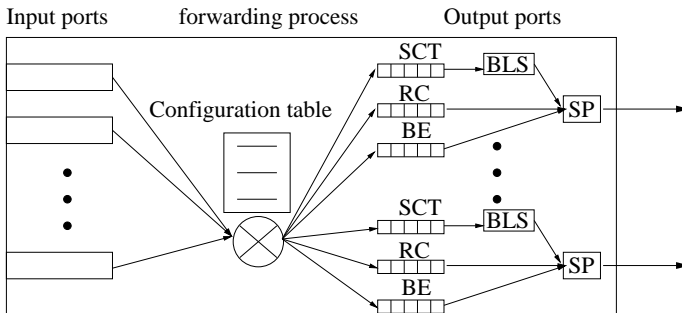 Input ports
forwarding process
Output ports
SCT
BLS
RC
Configuration table
SP
BE
SCT
BLS
RC
SP
BE